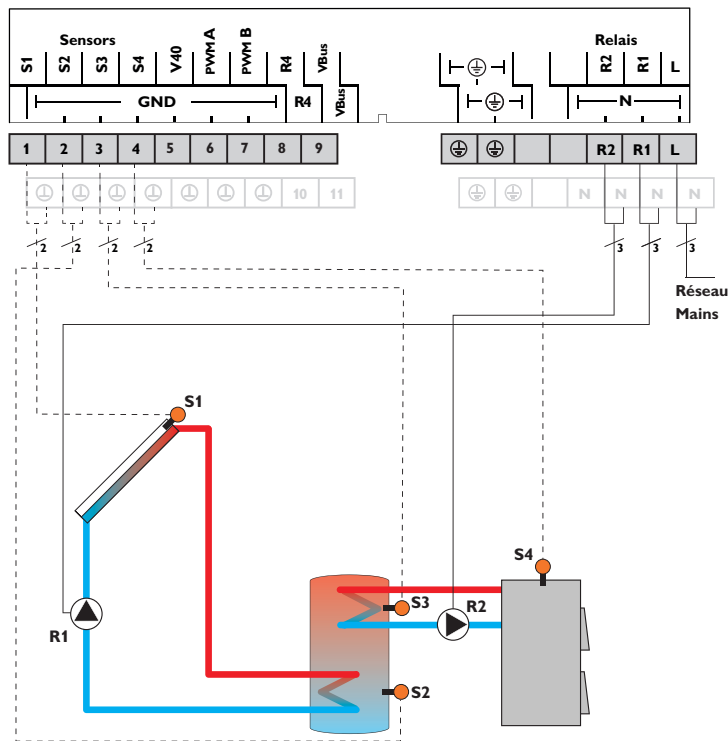 Sensors
Relais
S1 S2 S3 S4 V40 PWM A PWM B R4 VBus
R2 R1 L
GND R4 VBus
N
1 2 3 4 5 6 7 8 9
R2 R1 L
10 11
N N N N
2 2 2 2
3 3 3
Réseau
Mains
S1
S4
S3
R2
R1
S2